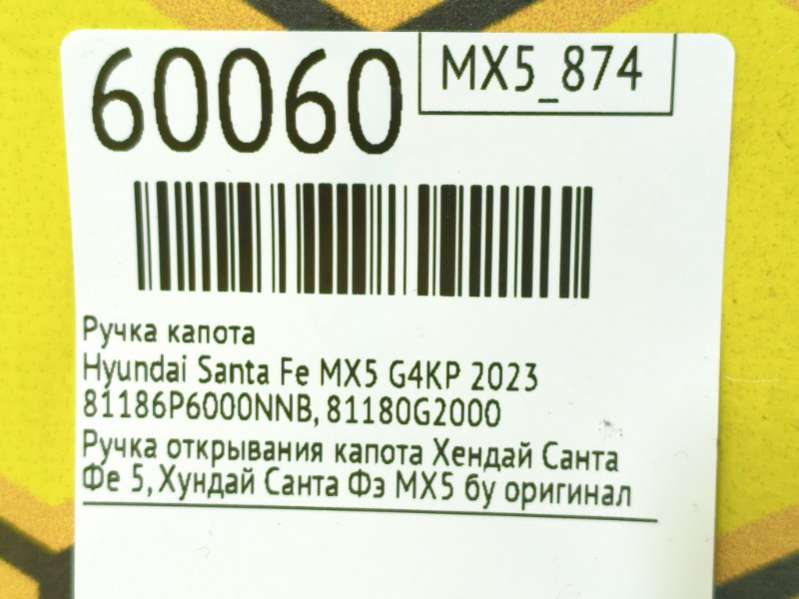 60060
MX5_874
Ручка капота
Hyundai Santa Fe MX5 G4KP 2023
81186P6000NNB, 81180G2000
Ручка открывания капота Хендай Санта
Фе 5, Хундай Санта Фэ MX5 бу оригинал